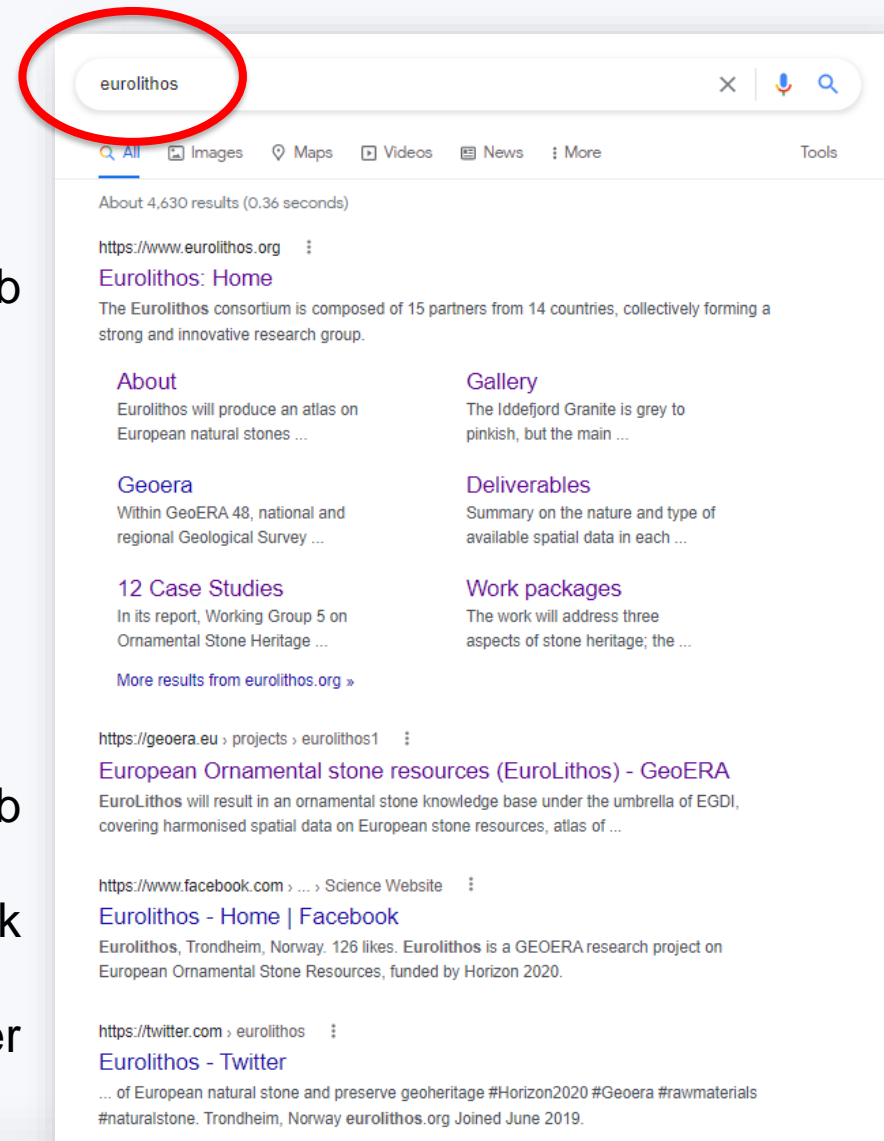 eurolithos
All Images Maps Videos News More Tools
About 4,630 results (0.36 seconds)
b
https://www.eurolithos.org
Eurolithos: Home
The Eurolithos consortium is composed of 15 partners from 14 countries, collectively forming a
strong and innovative research group.
About
Eurolithos will produce an atlas on
European natural stones ...
Gallery
The Iddefjord Granite is grey to
pinkish, but the main ...
Geoera
Within GeoERA 48, national and
regional Geological Survey ...
Deliverables
Summary on the nature and type of
available spatial data in each ...
12 Case Studies
In its report, Working Group 5 on
Ornamental Stone Heritage ...
Work packages
The work will address three
aspects of stone heritage; the ...
More results from eurolithos.org »
https://geoera.eu › projects › eurolithos1
European Ornamental stone resources (EuroLithos) - GeoERA
b
EuroLithos will result in an ornamental stone knowledge base under the umbrella of EGDI,
covering harmonised spatial data on European stone resources, atlas of ...
https://www.facebook.com › ... › Science Website
k
Eurolithos - Home | Facebook
Eurolithos, Trondheim, Norway. 126 likes. Eurolithos is a GEOERA research project on
European Ornamental Stone Resources, funded by Horizon 2020.
https://twitter.com › eurolithos
er
Eurolithos - Twitter
... of European natural stone and preserve geoheritage #Horizon2020 #Geoera #rawmaterials
#naturalstone. Trondheim, Norway eurolithos.org Joined June 2019.